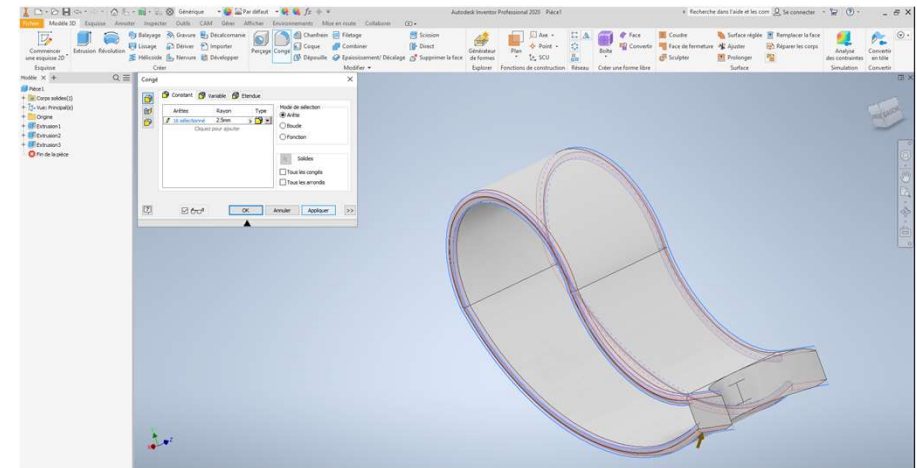 Générique Par défaut Autodesk Inventor Professional 2025 Pièce1 Recherche dans l'aide et les com Se connecter
Fichier Modèle 3D Esquisse Annoter Inspecter Outils CAM Gérer Afficher Environnements Mise en route Collaborer
Commencer une esquisse 2D Extrusion Révolution Balayage Gravure Décalcomanie Perçage Congé Chanfrein Filetage Scission Générateur de formes Plan Axe Boîte Face Coudre Surface réglée Remplacer la face Analyse des contraintes Convertir en tôle
Lissage Dériver Importer Coque Combiner Direct Point Convertir Face de fermeture Ajuster Réparer les corps
Hélicoïde Nervure Développer Dépouille Epaississement/ Décalage Supprimer la face SCU Sculpter Prolonger
Esquisse Créer Modifier Explorer Fonctions de construction Réseau Créer une forme libre Surface Simulation Convertir
Modèle
Pièce1
Corps solides(1)
Vue: Principal(e)
Origine
Extrusion1
Extrusion2
Extrusion3
Fin de la pièce
Congé
Constant Variable Etendue
Arêtes Rayon Type
16 sélectionné 2.5mm
Cliquez pour ajouter
Mode de sélection
Arête
Boucle
Fonction
Solides
Tous les congés
Tous les arrondis
OK Annuler Appliquer >>